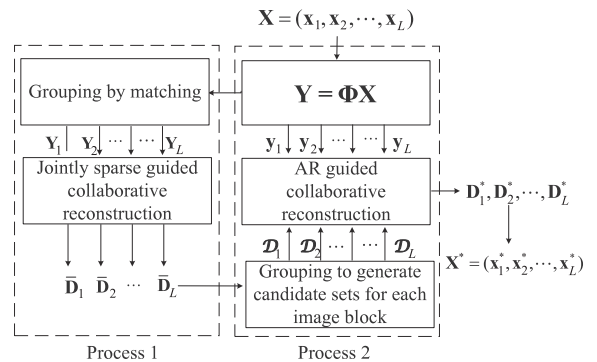 X = (x₁, x₂, ⋯, x_L)
Grouping by matching
Y = ΦX
Y₁ Y₂ ⋯ ⋯ Y_L
y₁ y₂ ⋯ ⋯ y_L
Jointly sparse guided
collaborative
reconstruction
AR guided
collaborative
reconstruction
D₁*, D₂*, ⋯, D_L*
𝓓₁ 𝓓₂ ⋯ ⋯ 𝓓_L
D̄₁ D̄₂ ⋯ D̄_L
Grouping to generate
candidate sets for each
image block
X* = (x₁*, x₂*, ⋯, x_L*)
Process 1
Process 2